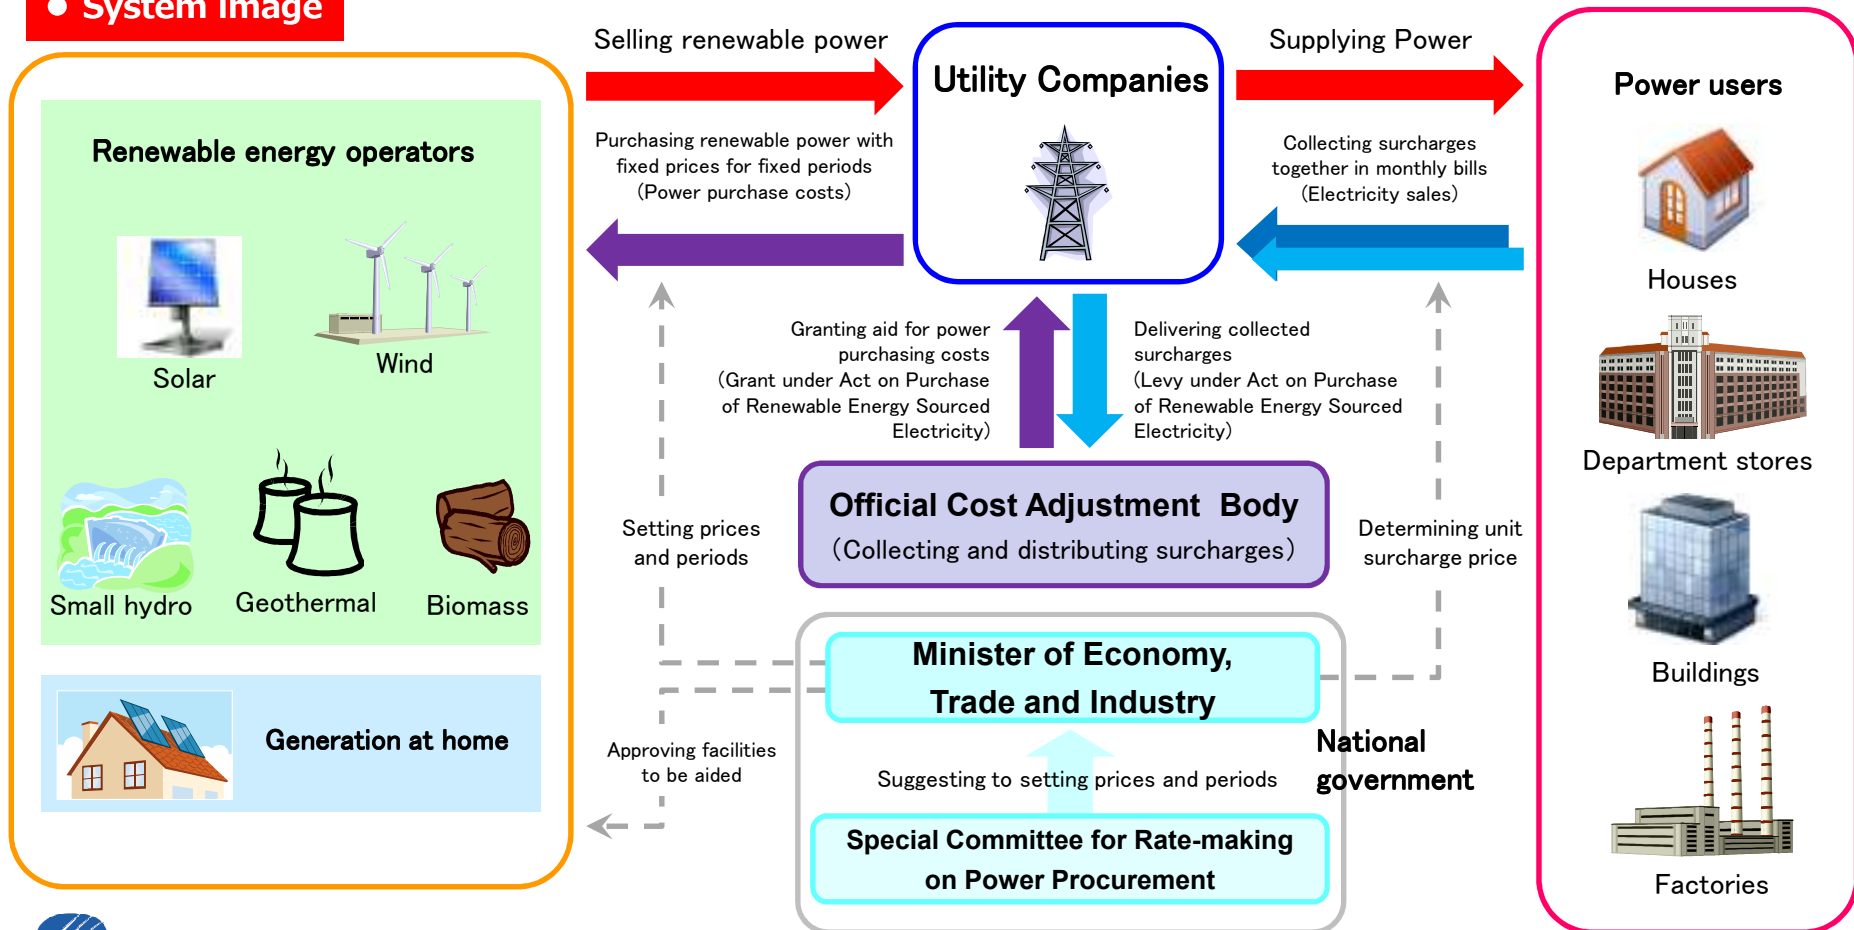 ● System image
Renewable energy operators
Solar
Wind
Small hydro
Geothermal
Biomass
Generation at home
Selling renewable power
Purchasing renewable power with
fixed prices for fixed periods
(Power purchase costs)
Utility Companies
Supplying Power
Collecting surcharges
together in monthly bills
(Electricity sales)
Granting aid for power
purchasing costs
(Grant under Act on Purchase
of Renewable Energy Sourced
Electricity)
Delivering collected
surcharges
(Levy under Act on Purchase
of Renewable Energy Sourced
Electricity)
Setting prices
and periods
Official Cost Adjustment Body
(Collecting and distributing surcharges)
Determining unit
surcharge price
Minister of Economy,
Trade and Industry
Approving facilities
to be aided
Suggesting to setting prices and periods
National
government
Special Committee for Rate-making
on Power Procurement
Power users
Houses
Department stores
Buildings
Factories